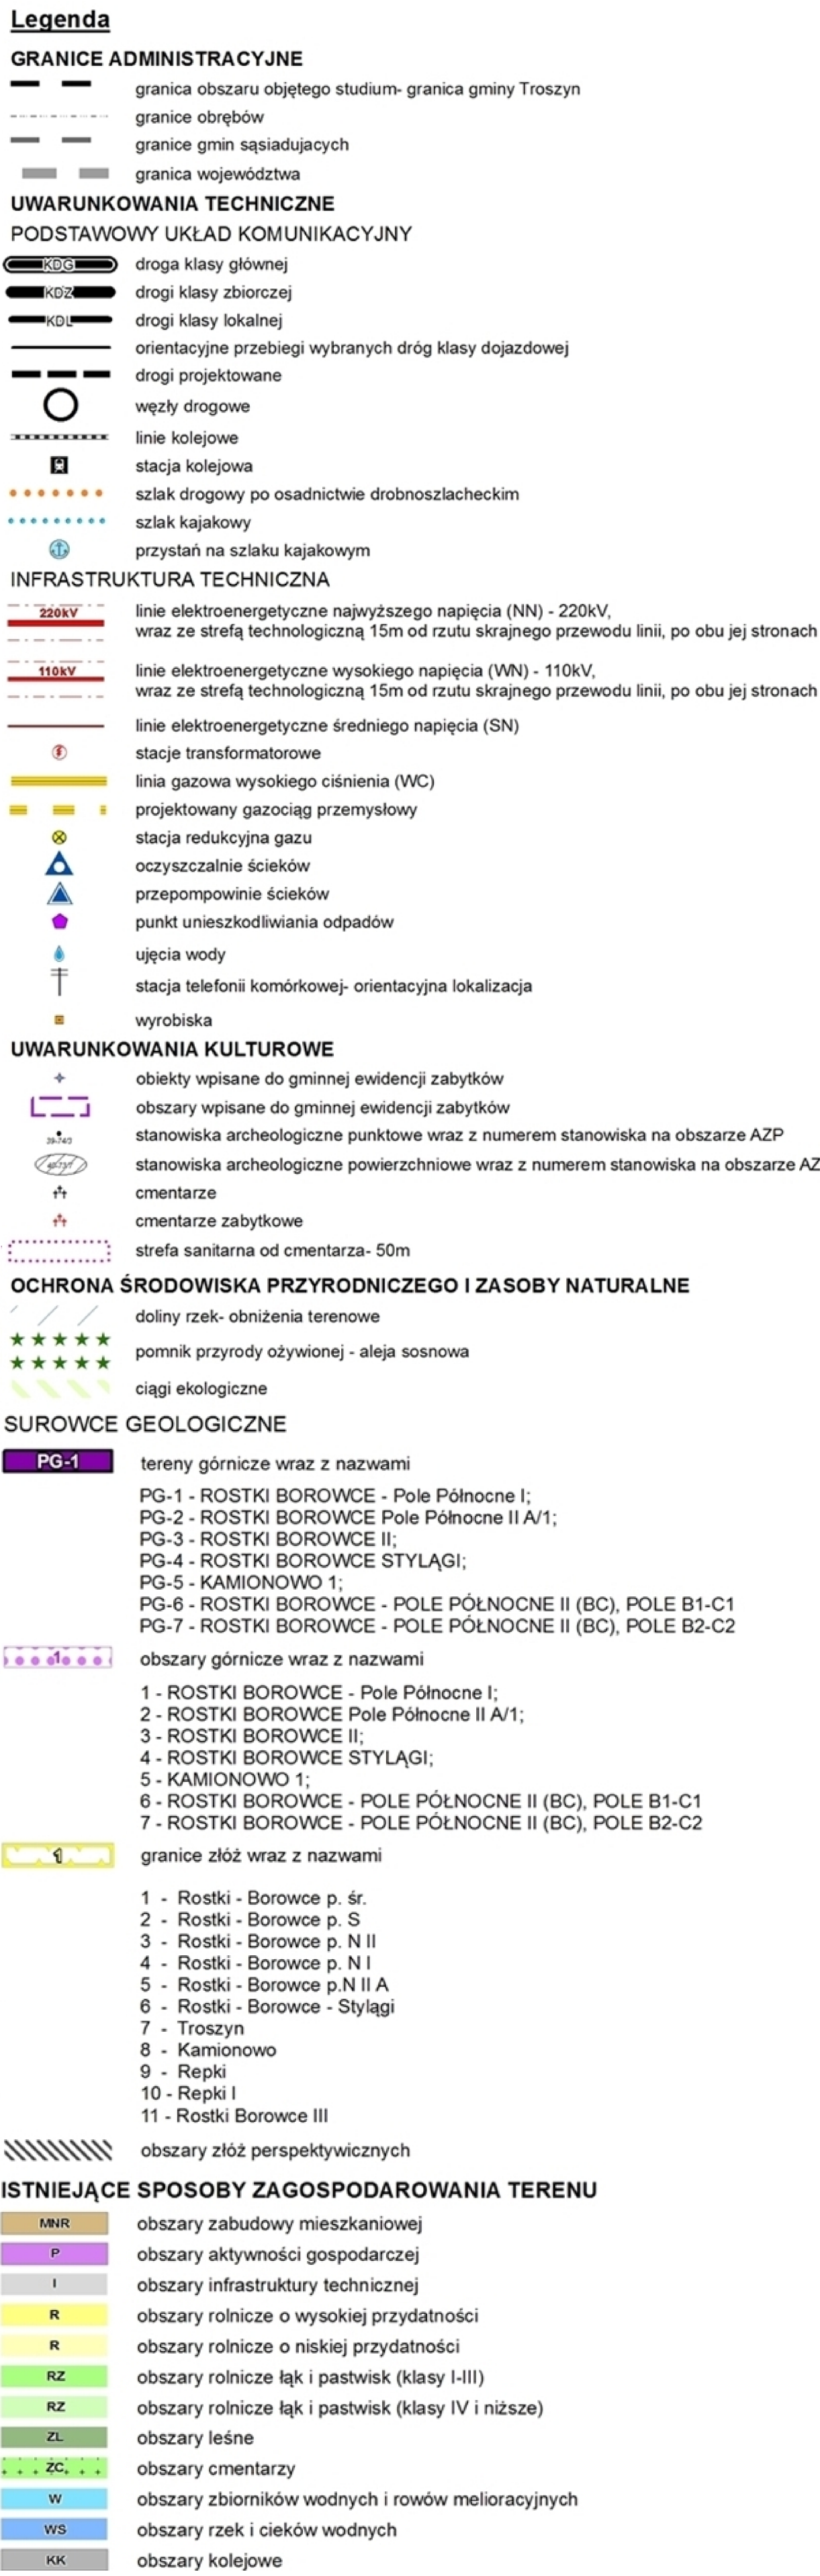 Legenda
GRANICE ADMINISTRACYJNE
granica obszaru objętego studium- granica gminy Troszyn
granice obrębów
granice gmin sąsiadujacych
granica województwa
UWARUNKOWANIA TECHNICZNE
PODSTAWOWY UKŁAD KOMUNIKACYJNY
KDG droga klasy głównej
KDZ drogi klasy zbiorczej
KDL drogi klasy lokalnej
orientacyjne przebiegi wybranych dróg klasy dojazdowej
drogi projektowane
węzły drogowe
linie kolejowe
stacja kolejowa
szlak drogowy po osadnictwie drobnoszlacheckim
szlak kajakowy
przystań na szlaku kajakowym
INFRASTRUKTURA TECHNICZNA
220kV linie elektroenergetyczne najwyższego napięcia (NN) - 220kV,
wraz ze strefą technologiczną 15m od rzutu skrajnego przewodu linii, po obu jej stronach
110kV linie elektroenergetyczne wysokiego napięcia (WN) - 110kV,
wraz ze strefą technologiczną 15m od rzutu skrajnego przewodu linii, po obu jej stronach
linie elektroenergetyczne średniego napięcia (SN)
stacje transformatorowe
linia gazowa wysokiego ciśnienia (WC)
projektowany gazociąg przemysłowy
stacja redukcyjna gazu
oczyszczalnie ścieków
przepompowinie ścieków
punkt unieszkodliwiania odpadów
ujęcia wody
stacja telefonii komórkowej- orientacyjna lokalizacja
wyrobiska
UWARUNKOWANIA KULTUROWE
obiekty wpisane do gminnej ewidencji zabytków
obszary wpisane do gminnej ewidencji zabytków
stanowiska archeologiczne punktowe wraz z numerem stanowiska na obszarze AZP
stanowiska archeologiczne powierzchniowe wraz z numerem stanowiska na obszarze AZ
cmentarze
cmentarze zabytkowe
strefa sanitarna od cmentarza- 50m
OCHRONA ŚRODOWISKA PRZYRODNICZEGO I ZASOBY NATURALNE
doliny rzek- obniżenia terenowe
pomnik przyrody ożywionej - aleja sosnowa
ciągi ekologiczne
SUROWCE GEOLOGICZNE
PG-1 tereny górnicze wraz z nazwami
PG-1 - ROSTKI BOROWCE - Pole Północne I;
PG-2 - ROSTKI BOROWCE Pole Północne II A/1;
PG-3 - ROSTKI BOROWCE II;
PG-4 - ROSTKI BOROWCE STYLĄGI;
PG-5 - KAMIONOWO 1;
PG-6 - ROSTKI BOROWCE - POLE PÓŁNOCNE II (BC), POLE B1-C1
PG-7 - ROSTKI BOROWCE - POLE PÓŁNOCNE II (BC), POLE B2-C2
1 obszary górnicze wraz z nazwami
1 - ROSTKI BOROWCE - Pole Północne I;
2 - ROSTKI BOROWCE Pole Północne II A/1;
3 - ROSTKI BOROWCE II;
4 - ROSTKI BOROWCE STYLĄGI;
5 - KAMIONOWO 1;
6 - ROSTKI BOROWCE - POLE PÓŁNOCNE II (BC), POLE B1-C1
7 - ROSTKI BOROWCE - POLE PÓŁNOCNE II (BC), POLE B2-C2
1 granice złóż wraz z nazwami
1 - Rostki - Borowce p. śr.
2 - Rostki - Borowce p. S
3 - Rostki - Borowce p. N II
4 - Rostki - Borowce p. N I
5 - Rostki - Borowce p.N II A
6 - Rostki - Borowce - Stylągi
7 - Troszyn
8 - Kamionowo
9 - Repki
10 - Repki I
11 - Rostki Borowce III
obszary złóż perspektywicznych
ISTNIEJĄCE SPOSOBY ZAGOSPODAROWANIA TERENU
MNR obszary zabudowy mieszkaniowej
P obszary aktywności gospodarczej
I obszary infrastruktury technicznej
R obszary rolnicze o wysokiej przydatności
R obszary rolnicze o niskiej przydatności
RZ obszary rolnicze łąk i pastwisk (klasy I-III)
RZ obszary rolnicze łąk i pastwisk (klasy IV i niższe)
ZL obszary leśne
ZC obszary cmentarzy
W obszary zbiorników wodnych i rowów melioracyjnych
WS obszary rzek i cieków wodnych
KK obszary kolejowe